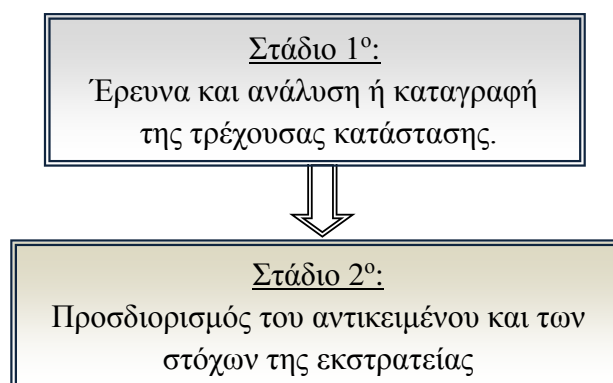 Στάδιο 1ο:
Έρευνα και ανάλυση ή καταγραφή
της τρέχουσας κατάστασης.
Στάδιο 2ο:
Προσδιορισμός του αντικειμένου και των
στόχων της εκστρατείας